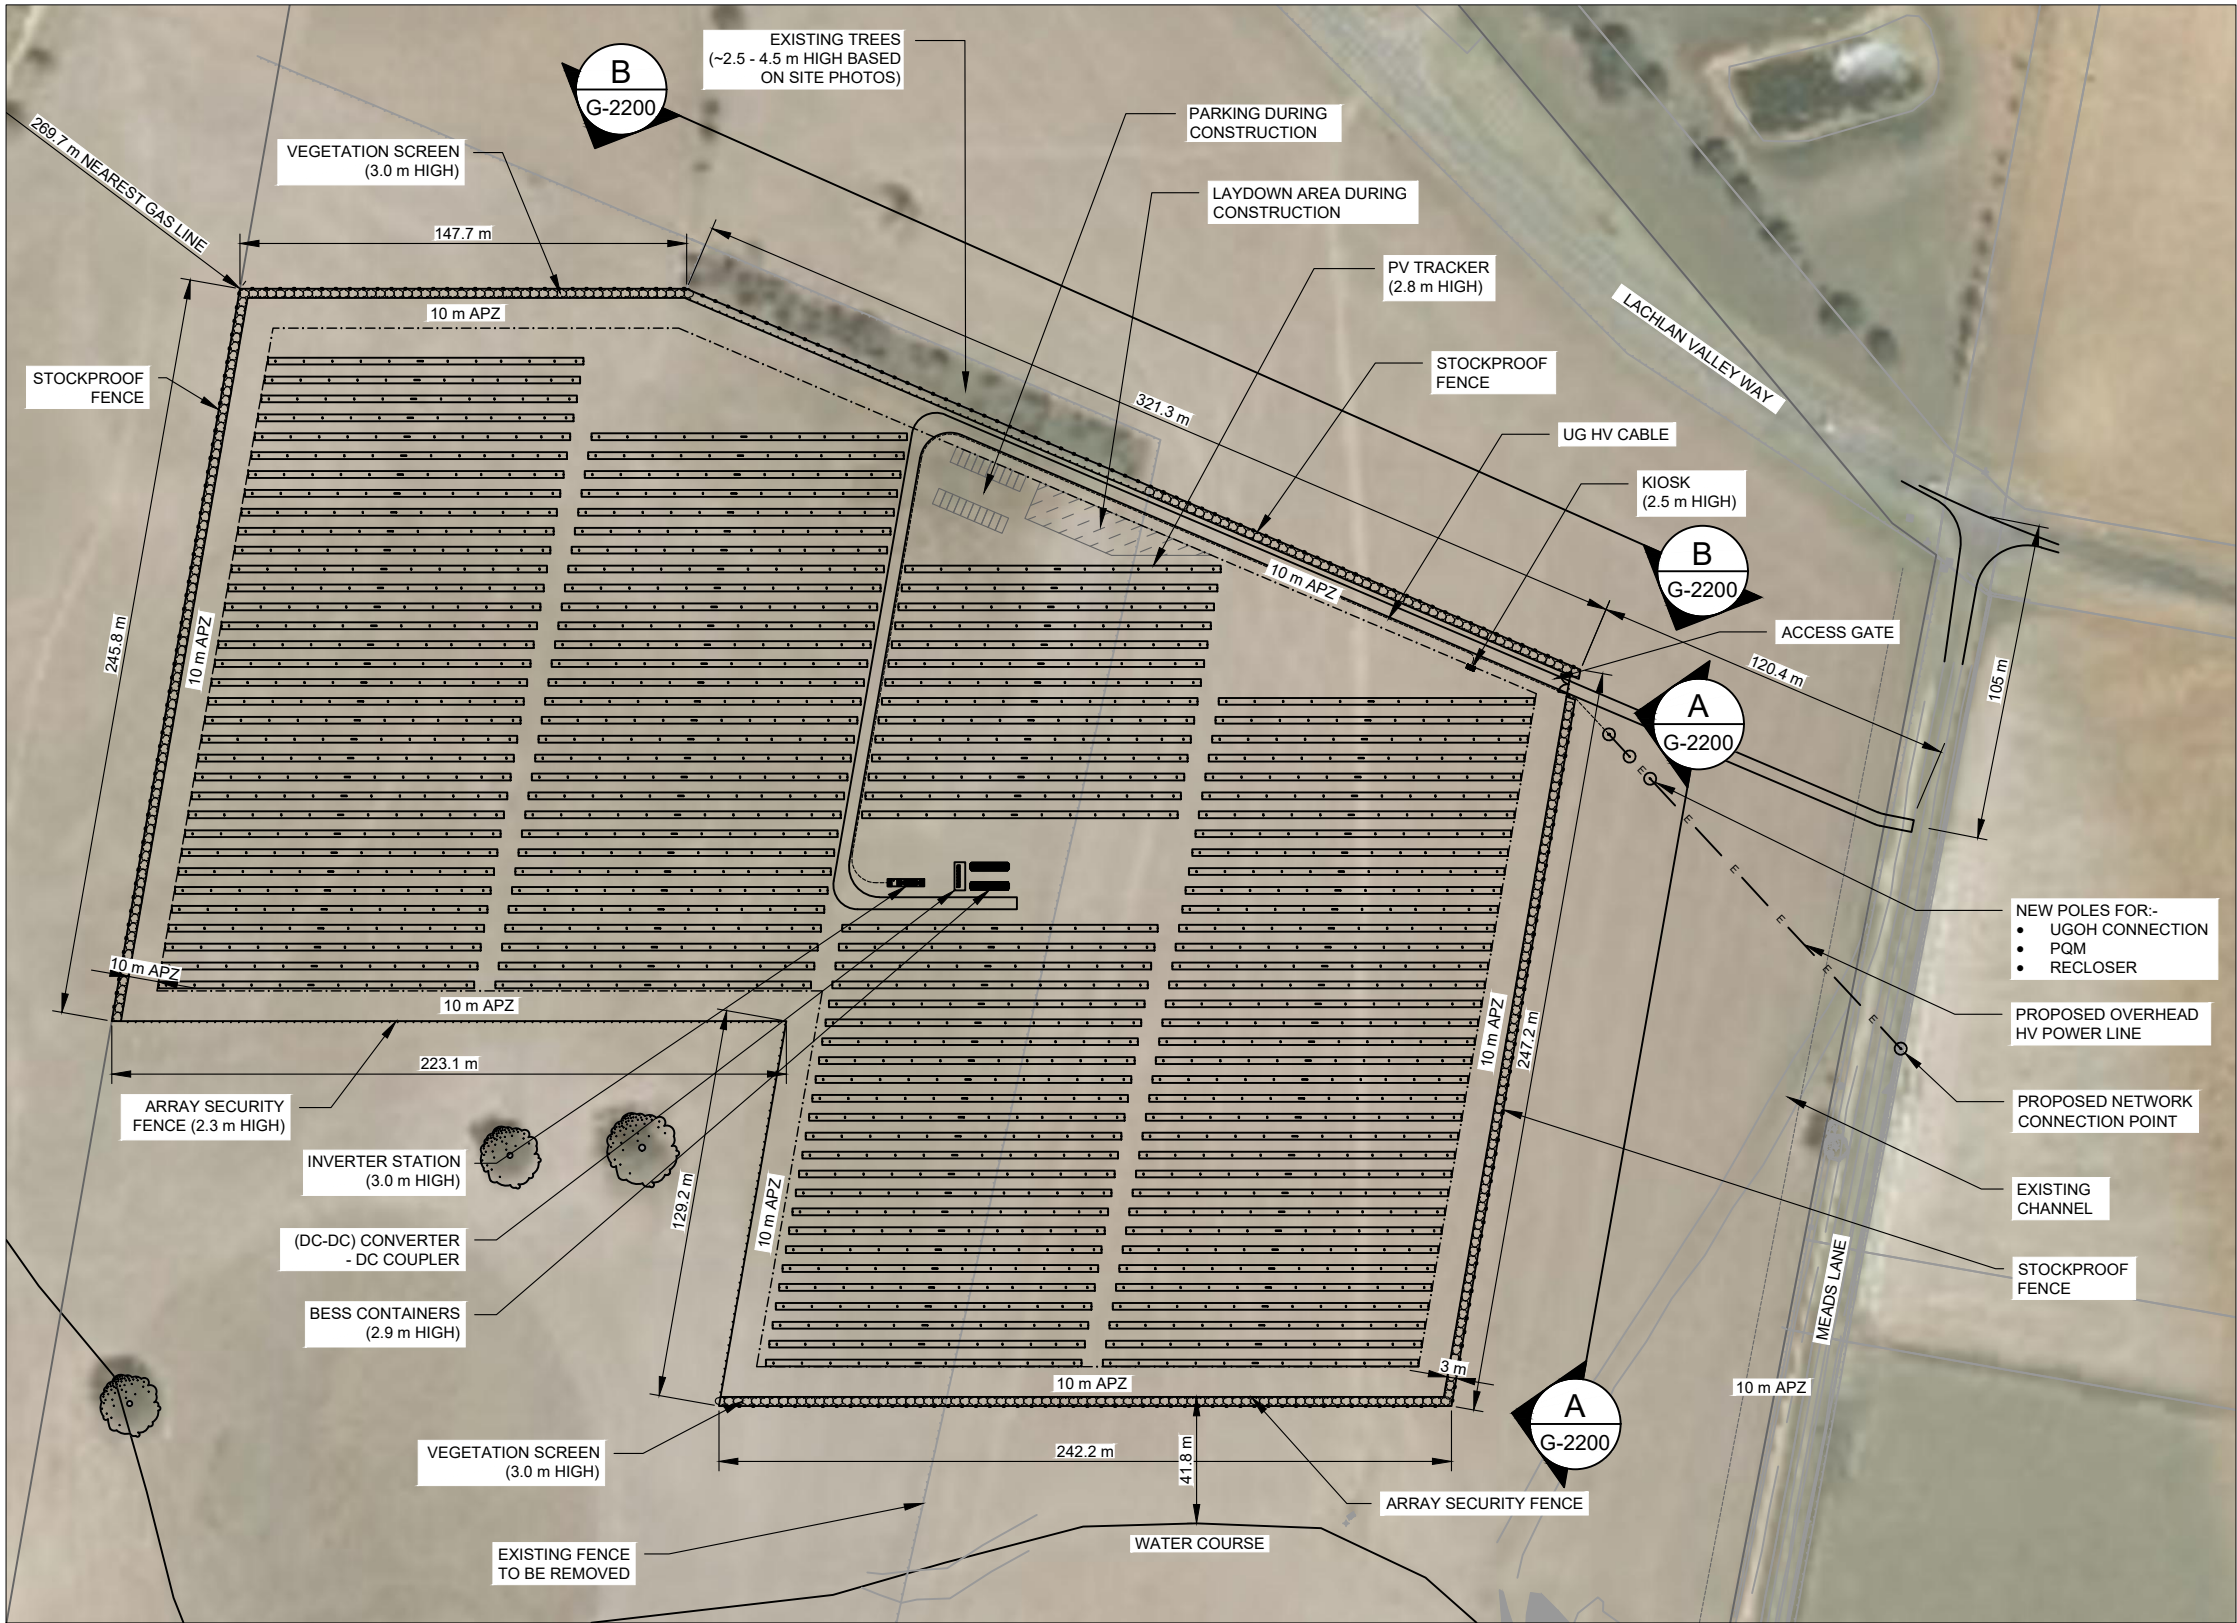 EXISTING TREES
(~2.5 - 4.5 m HIGH BASED
ON SITE PHOTOS)
B
G-2200
PARKING DURING
CONSTRUCTION
269.7 m NEAREST GAS LINE
VEGETATION SCREEN
(3.0 m HIGH)
LAYDOWN AREA DURING
CONSTRUCTION
147.7 m
PV TRACKER
(2.8 m HIGH)
10 m APZ
LACHLAN VALLEY WAY
STOCKPROOF
FENCE
STOCKPROOF
FENCE
321.3 m
UG HV CABLE
KIOSK
(2.5 m HIGH)
B
G-2200
10 m APZ
245.8 m
10 m APZ
ACCESS GATE
120.4 m
105 m
A
G-2200
E
E
E
E
E
E
NEW POLES FOR:-
• UGOH CONNECTION
• PQM
• RECLOSER
10 m APZ
10 m APZ
PROPOSED OVERHEAD
HV POWER LINE
10 m APZ
247.2 m
223.1 m
ARRAY SECURITY
FENCE (2.3 m HIGH)
PROPOSED NETWORK
CONNECTION POINT
INVERTER STATION
(3.0 m HIGH)
129.2 m
10 m APZ
EXISTING
CHANNEL
(DC-DC) CONVERTER
- DC COUPLER
STOCKPROOF
FENCE
MEADS LANE
BESS CONTAINERS
(2.9 m HIGH)
3 m
10 m APZ
10 m APZ
A
G-2200
VEGETATION SCREEN
(3.0 m HIGH)
242.2 m
41.8 m
ARRAY SECURITY FENCE
WATER COURSE
EXISTING FENCE
TO BE REMOVED